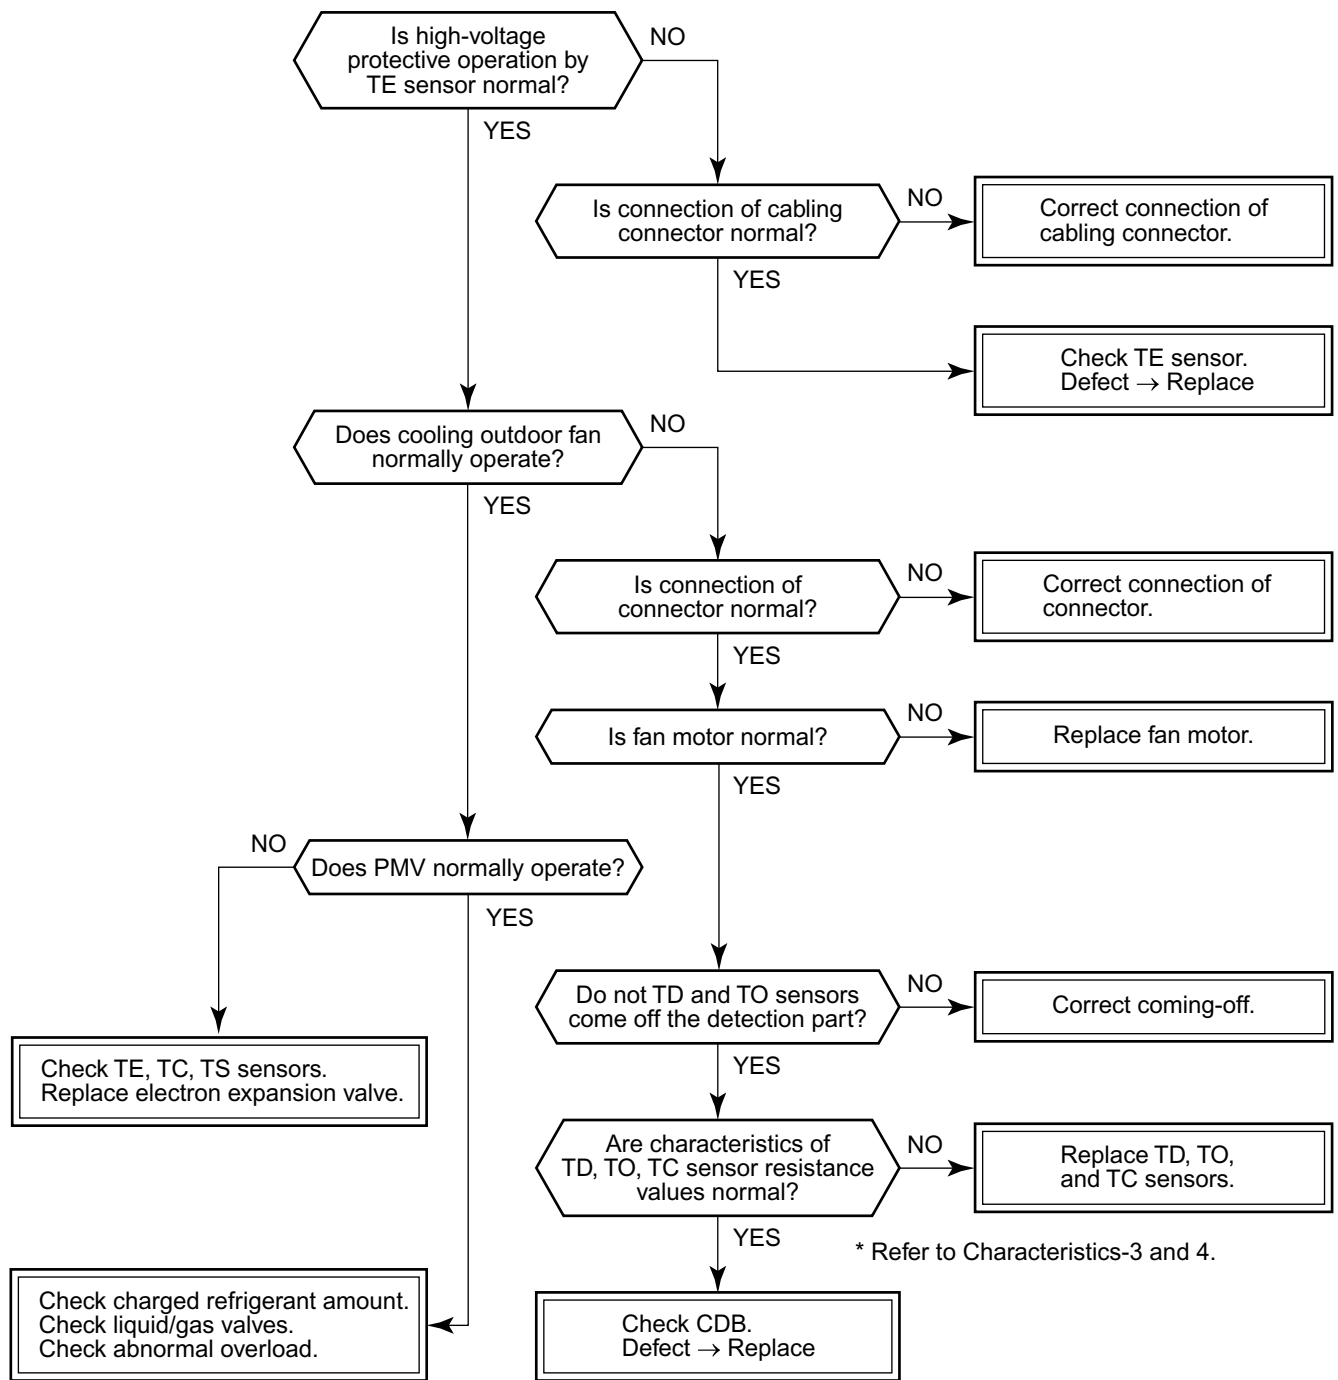 Is high-voltage
protective operation by
TE sensor normal?
NO
YES
Is connection of cabling
connector normal?
NO
Correct connection of
cabling connector.
YES
Check TE sensor.
Defect → Replace
Does cooling outdoor fan
normally operate?
NO
YES
Is connection of
connector normal?
NO
Correct connection of
connector.
YES
Is fan motor normal?
NO
Replace fan motor.
YES
NO
Does PMV normally operate?
YES
Do not TD and TO sensors
come off the detection part?
NO
Correct coming-off.
YES
Check TE, TC, TS sensors.
Replace electron expansion valve.
Are characteristics of
TD, TO, TC sensor resistance
values normal?
NO
Replace TD, TO,
and TC sensors.
YES
* Refer to Characteristics-3 and 4.
Check charged refrigerant amount.
Check liquid/gas valves.
Check abnormal overload.
Check CDB.
Defect → Replace